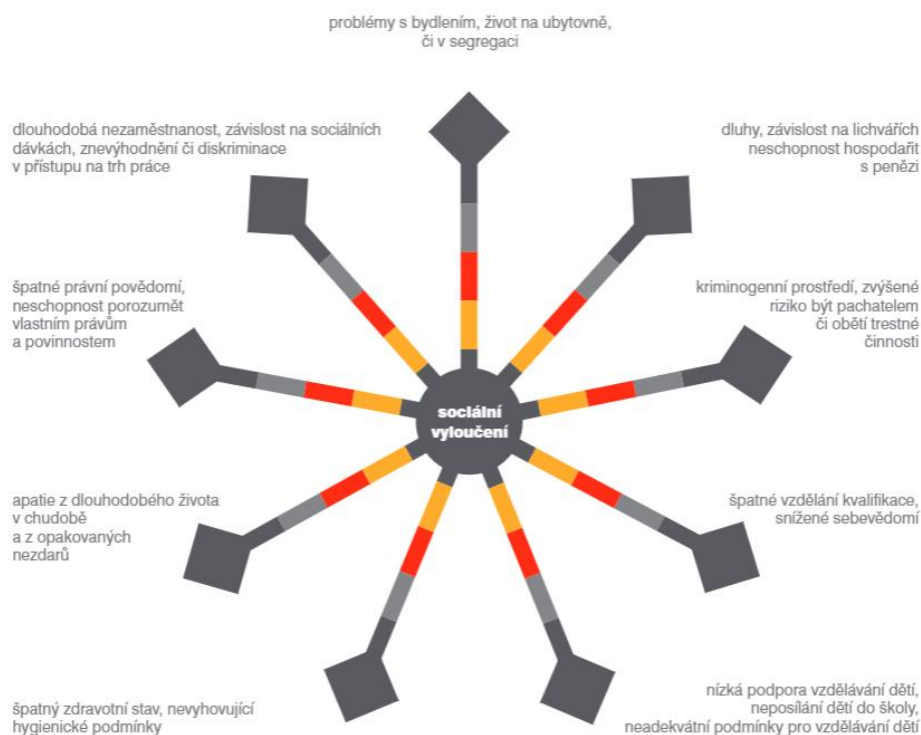 problémy s bydlením, život na ubytovně,
či v segregaci
dlouhodobá nezaměstnanost, závislost na sociálních
dávkách, znevýhodnění či diskriminace
v přístupu na trh práce
dluhy, závislost na lichvářích
neschopnost hospodařit
s penězi
špatné právní povědomí,
neschopnost porozumět
vlastním právům
a povinnostem
kriminogenní prostředí, zvýšené
riziko být pachatelem
či obětí trestné
činnosti
sociální
vyloučení
apatie z dlouhodobého života
v chudobě
a z opakovaných
nezdarů
špatné vzdělání kvalifikace,
snížené sebevědomí
špatný zdravotní stav, nevyhovující
hygienické podmínky
nízká podpora vzdělávání dětí,
neposílání dětí do školy,
neadekvátní podmínky pro vzdělávání dětí